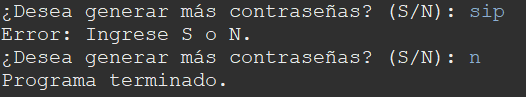 ¿Desea generar más contraseñas? (S/N): sip
Error: Ingrese S o N.
¿Desea generar más contraseñas? (S/N): n
Programa terminado.